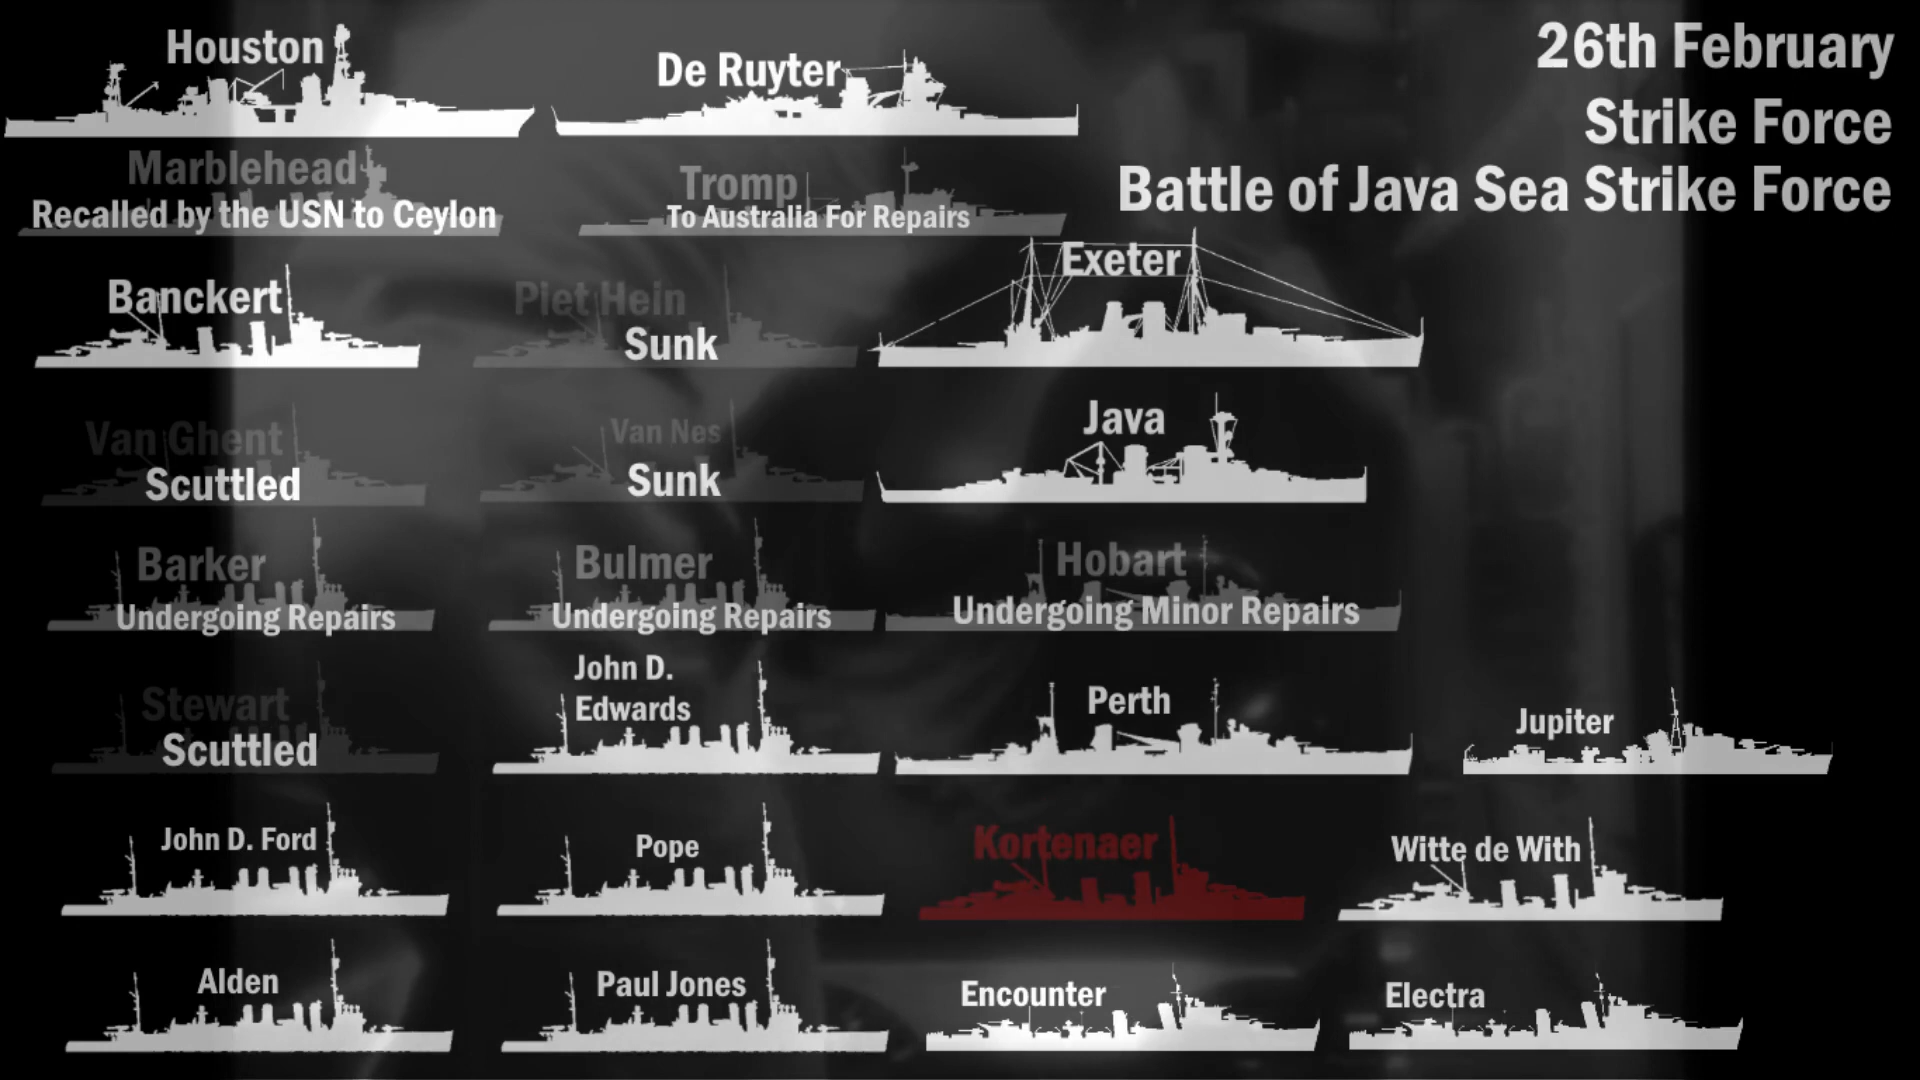 Houston
De Ruyter
26th February
Strike Force
Battle of Java Sea Strike Force
Marblehead
Recalled by the USN to Ceylon
Tromp
To Australia For Repairs
Banckert
Piet Hein
Sunk
Exeter
Van Ghent
Scuttled
Van Nes
Sunk
Java
Barker
Undergoing Repairs
Bulmer
Undergoing Repairs
Hobart
Undergoing Minor Repairs
Stewart
Scuttled
John D.
Edwards
Perth
Jupiter
John D. Ford
Pope
Kortenaer
Witte de With
Alden
Paul Jones
Encounter
Electra